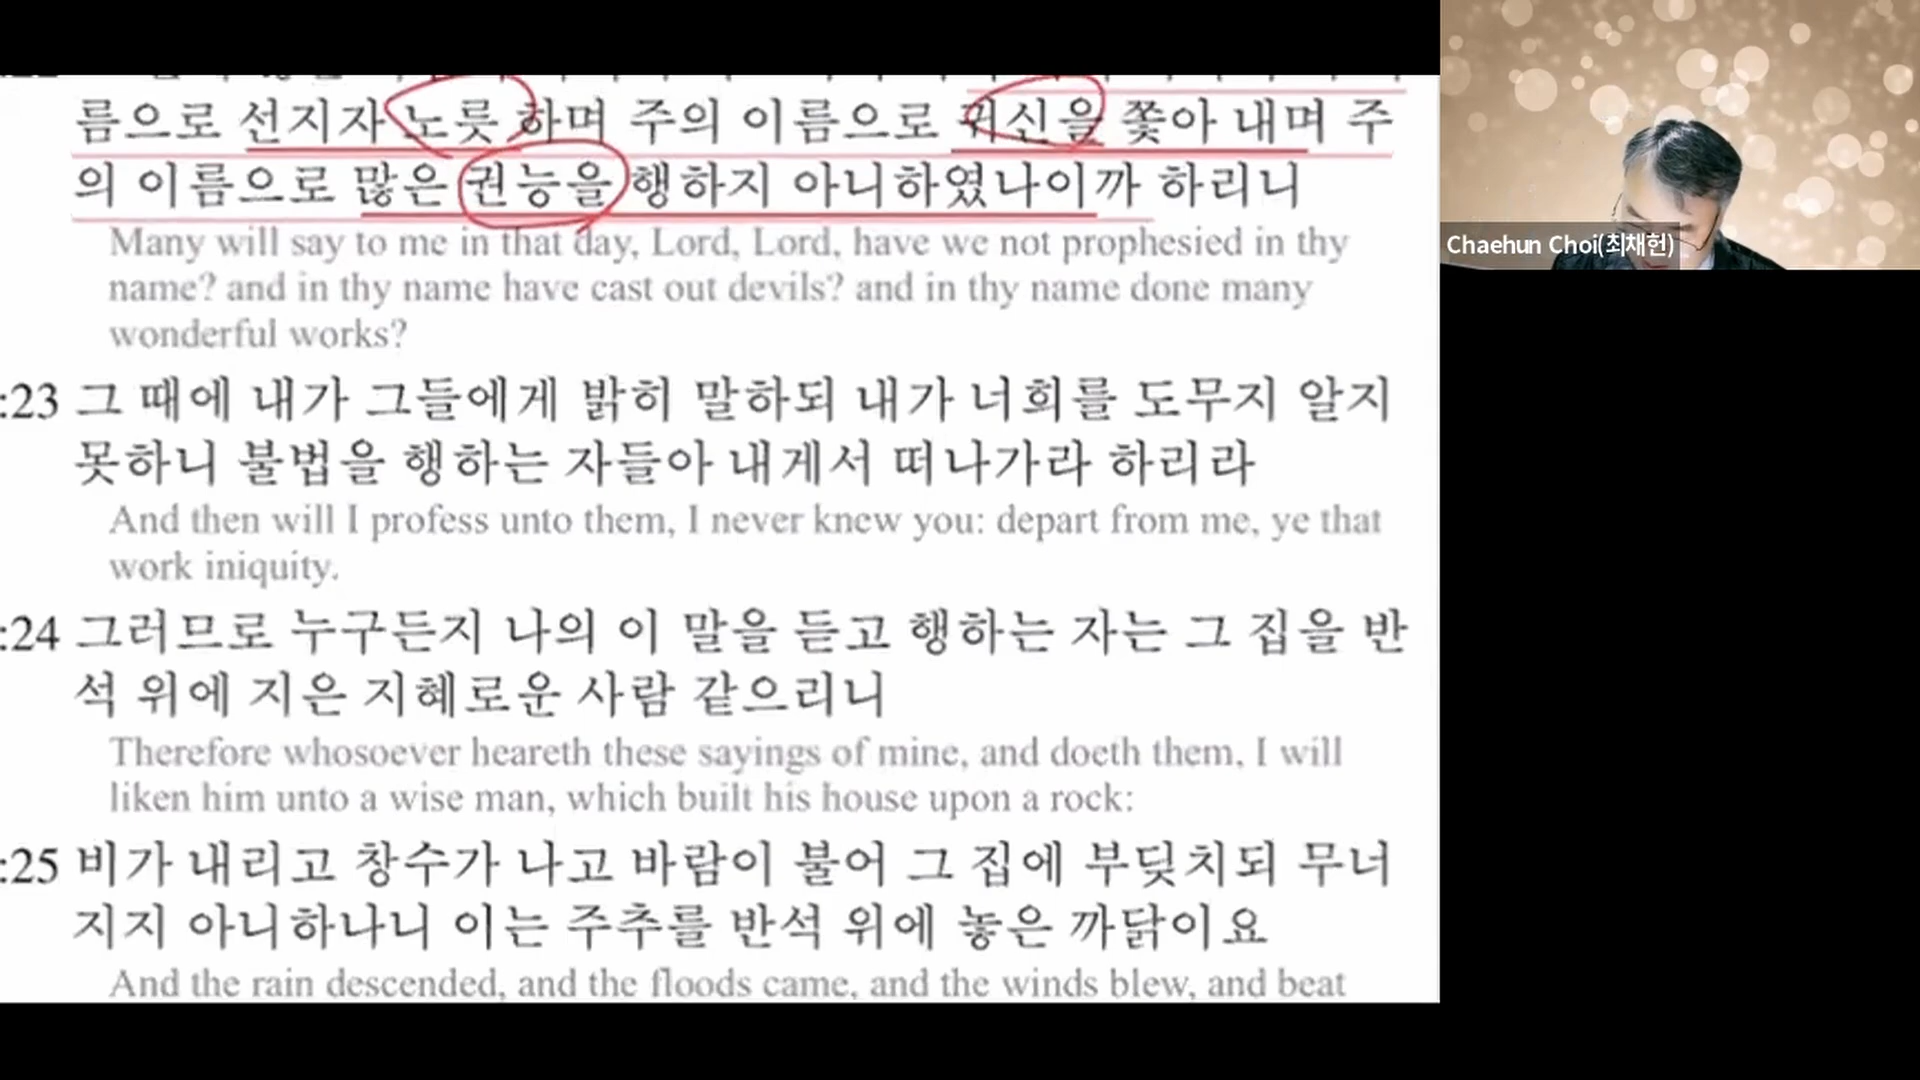 름으로 선지자 노릇 하며 주의 이름으로 귀신을 쫓아 내며 주
의 이름으로 많은 권능을 행하지 아니하였나이까 하리니
Many will say to me in that day, Lord, Lord, have we not prophesied in thy
name? and in thy name have cast out devils? and in thy name done many
wonderful works?
:23 그 때에 내가 그들에게 밝히 말하되 내가 너희를 도무지 알지
못하니 불법을 행하는 자들아 내게서 떠나가라 하리라
And then will I profess unto them, I never knew you: depart from me, ye that
work iniquity.
:24 그러므로 누구든지 나의 이 말을 듣고 행하는 자는 그 집을 반
석 위에 지은 지혜로운 사람 같으리니
Therefore whosoever heareth these sayings of mine, and doeth them, I will
liken him unto a wise man, which built his house upon a rock:
:25 비가 내리고 창수가 나고 바람이 불어 그 집에 부딪치되 무너
지지 아니하나니 이는 주추를 반석 위에 놓은 까닭이요
And the rain descended, and the floods came, and the winds blew, and beat
Chaehun Choi(최채헌)